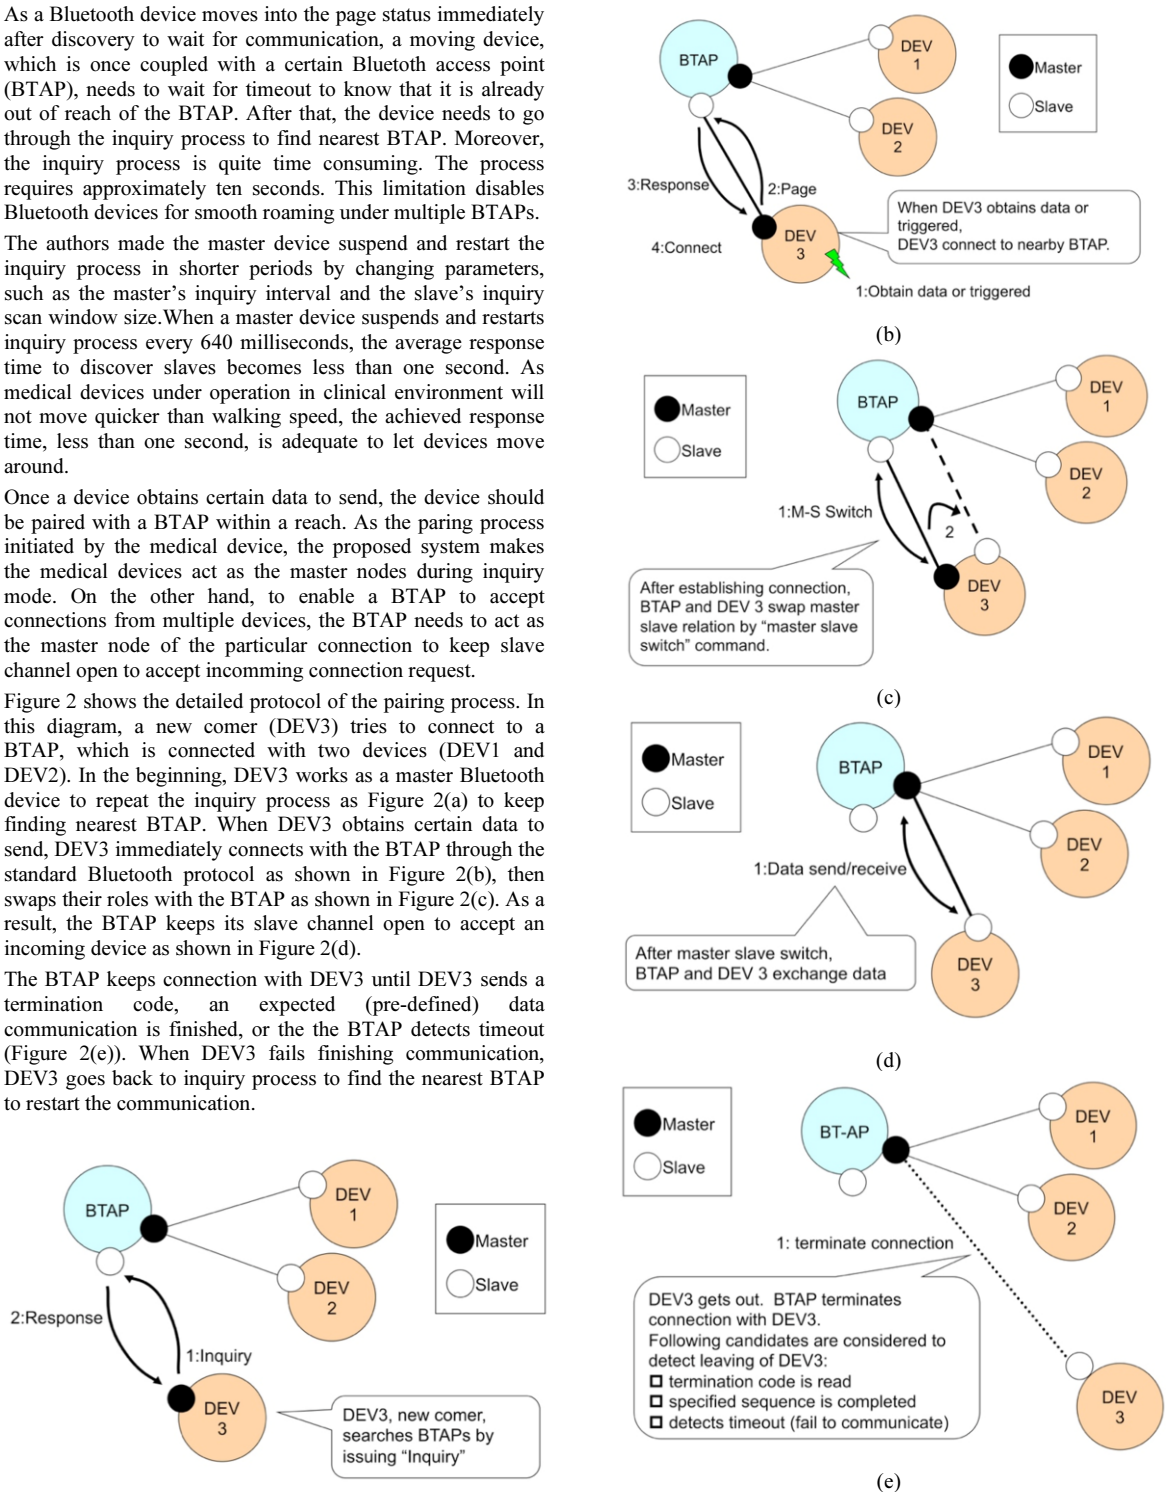 As a Bluetooth device moves into the page status immediately
after discovery to wait for communication, a moving device,
which is once coupled with a certain Bluetoth access point
(BTAP), needs to wait for timeout to know that it is already
out of reach of the BTAP. After that, the device needs to go
through the inquiry process to find nearest BTAP. Moreover,
the inquiry process is quite time consuming. The process
requires approximately ten seconds. This limitation disables
Bluetooth devices for smooth roaming under multiple BTAPs.
The authors made the master device suspend and restart the
inquiry process in shorter periods by changing parameters,
such as the master's inquiry interval and the slave's inquiry
scan window size.When a master device suspends and restarts
inquiry process every 640 milliseconds, the average response
time to discover slaves becomes less than one second. As
medical devices under operation in clinical environment will
not move quicker than walking speed, the achieved response
time, less than one second, is adequate to let devices move
around.
Once a device obtains certain data to send, the device should
be paired with a BTAP within a reach. As the paring process
initiated by the medical device, the proposed system makes
the medical devices act as the master nodes during inquiry
mode. On the other hand, to enable a BTAP to accept
connections from multiple devices, the BTAP needs to act as
the master node of the particular connection to keep slave
channel open to accept incomming connection request.
Figure 2 shows the detailed protocol of the pairing process. In
this diagram, a new comer (DEV3) tries to connect to a
BTAP, which is connected with two devices (DEV1 and
DEV2). In the beginning, DEV3 works as a master Bluetooth
device to repeat the inquiry process as Figure 2(a) to keep
finding nearest BTAP. When DEV3 obtains certain data to
send, DEV3 immediately connects with the BTAP through the
standard Bluetooth protocol as shown in Figure 2(b), then
swaps their roles with the BTAP as shown in Figure 2(c). As a
result, the BTAP keeps its slave channel open to accept an
incoming device as shown in Figure 2(d).
The BTAP keeps connection with DEV3 until DEV3 sends a
termination code, an expected (pre-defined) data
communication is finished, or the the BTAP detects timeout
(Figure 2(e)). When DEV3 fails finishing communication,
DEV3 goes back to inquiry process to find the nearest BTAP
to restart the communication.
BTAP
DEV
1
DEV
2
Master
Slave
2:Response
1:Inquiry
DEV
3
DEV3, new comer,
searches BTAPs by
issuing "Inquiry"
BTAP
DEV
1
DEV
2
Master
Slave
3:Response
2:Page
4:Connect
DEV
3
When DEV3 obtains data or
triggered,
DEV3 connect to nearby BTAP.
1:Obtain data or triggered
(b)
Master
Slave
BTAP
DEV
1
DEV
2
1:M-S Switch
2
DEV
3
After establishing connection,
BTAP and DEV 3 swap master
slave relation by "master slave
switch" command.
(c)
Master
Slave
BTAP
DEV
1
DEV
2
1:Data send/receive
After master slave switch,
BTAP and DEV 3 exchange data
DEV
3
(d)
Master
Slave
BT-AP
DEV
1
DEV
2
1: terminate connection
DEV3 gets out. BTAP terminates
connection with DEV3.
Following candidates are considered to
detect leaving of DEV3:
☐ termination code is read
☐ specified sequence is completed
☐ detects timeout (fail to communicate)
DEV
3
(e)